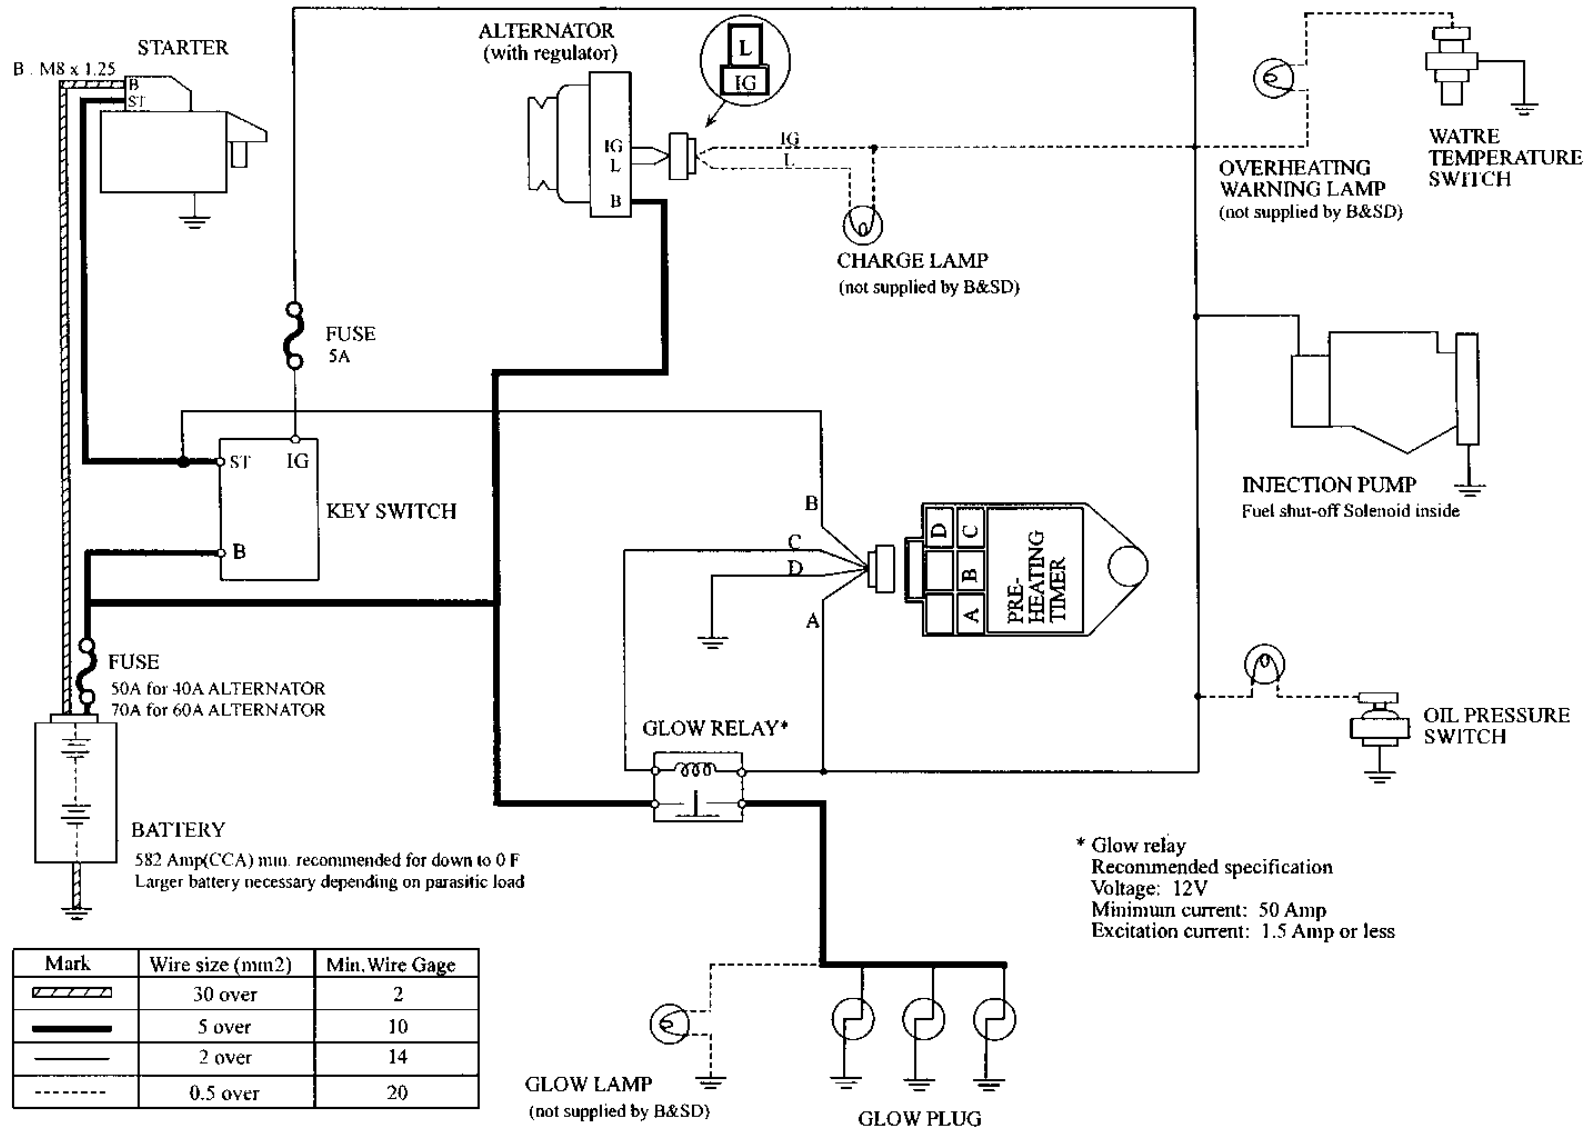 STARTER
B . M8 x 1.25
B
ST
ALTERNATOR
(with regulator)
L
IG
IG
L
B
IG
L
CHARGE LAMP
(not supplied by B&SD)
OVERHEATING
WARNING LAMP
(not supplied by B&SD)
WATRE
TEMPERATURE
SWITCH
FUSE
5A
ST
IG
B
KEY SWITCH
INJECTION PUMP
Fuel shut-off Solenoid inside
B
C
D
A
D
C
B
A
PRE-
HEATING
TIMER
FUSE
50A for 40A ALTERNATOR
70A for 60A ALTERNATOR
GLOW RELAY*
OIL PRESSURE
SWITCH
BATTERY
582 Amp(CCA) min. recommended for down to 0 F
Larger battery necessary depending on parasitic load
* Glow relay
Recommended specification
Voltage: 12V
Minimum current: 50 Amp
Excitation current: 1.5 Amp or less
Mark Wire size (mm2) Min. Wire Gage
30 over 2
5 over 10
2 over 14
0.5 over 20
GLOW LAMP
(not supplied by B&SD)
GLOW PLUG